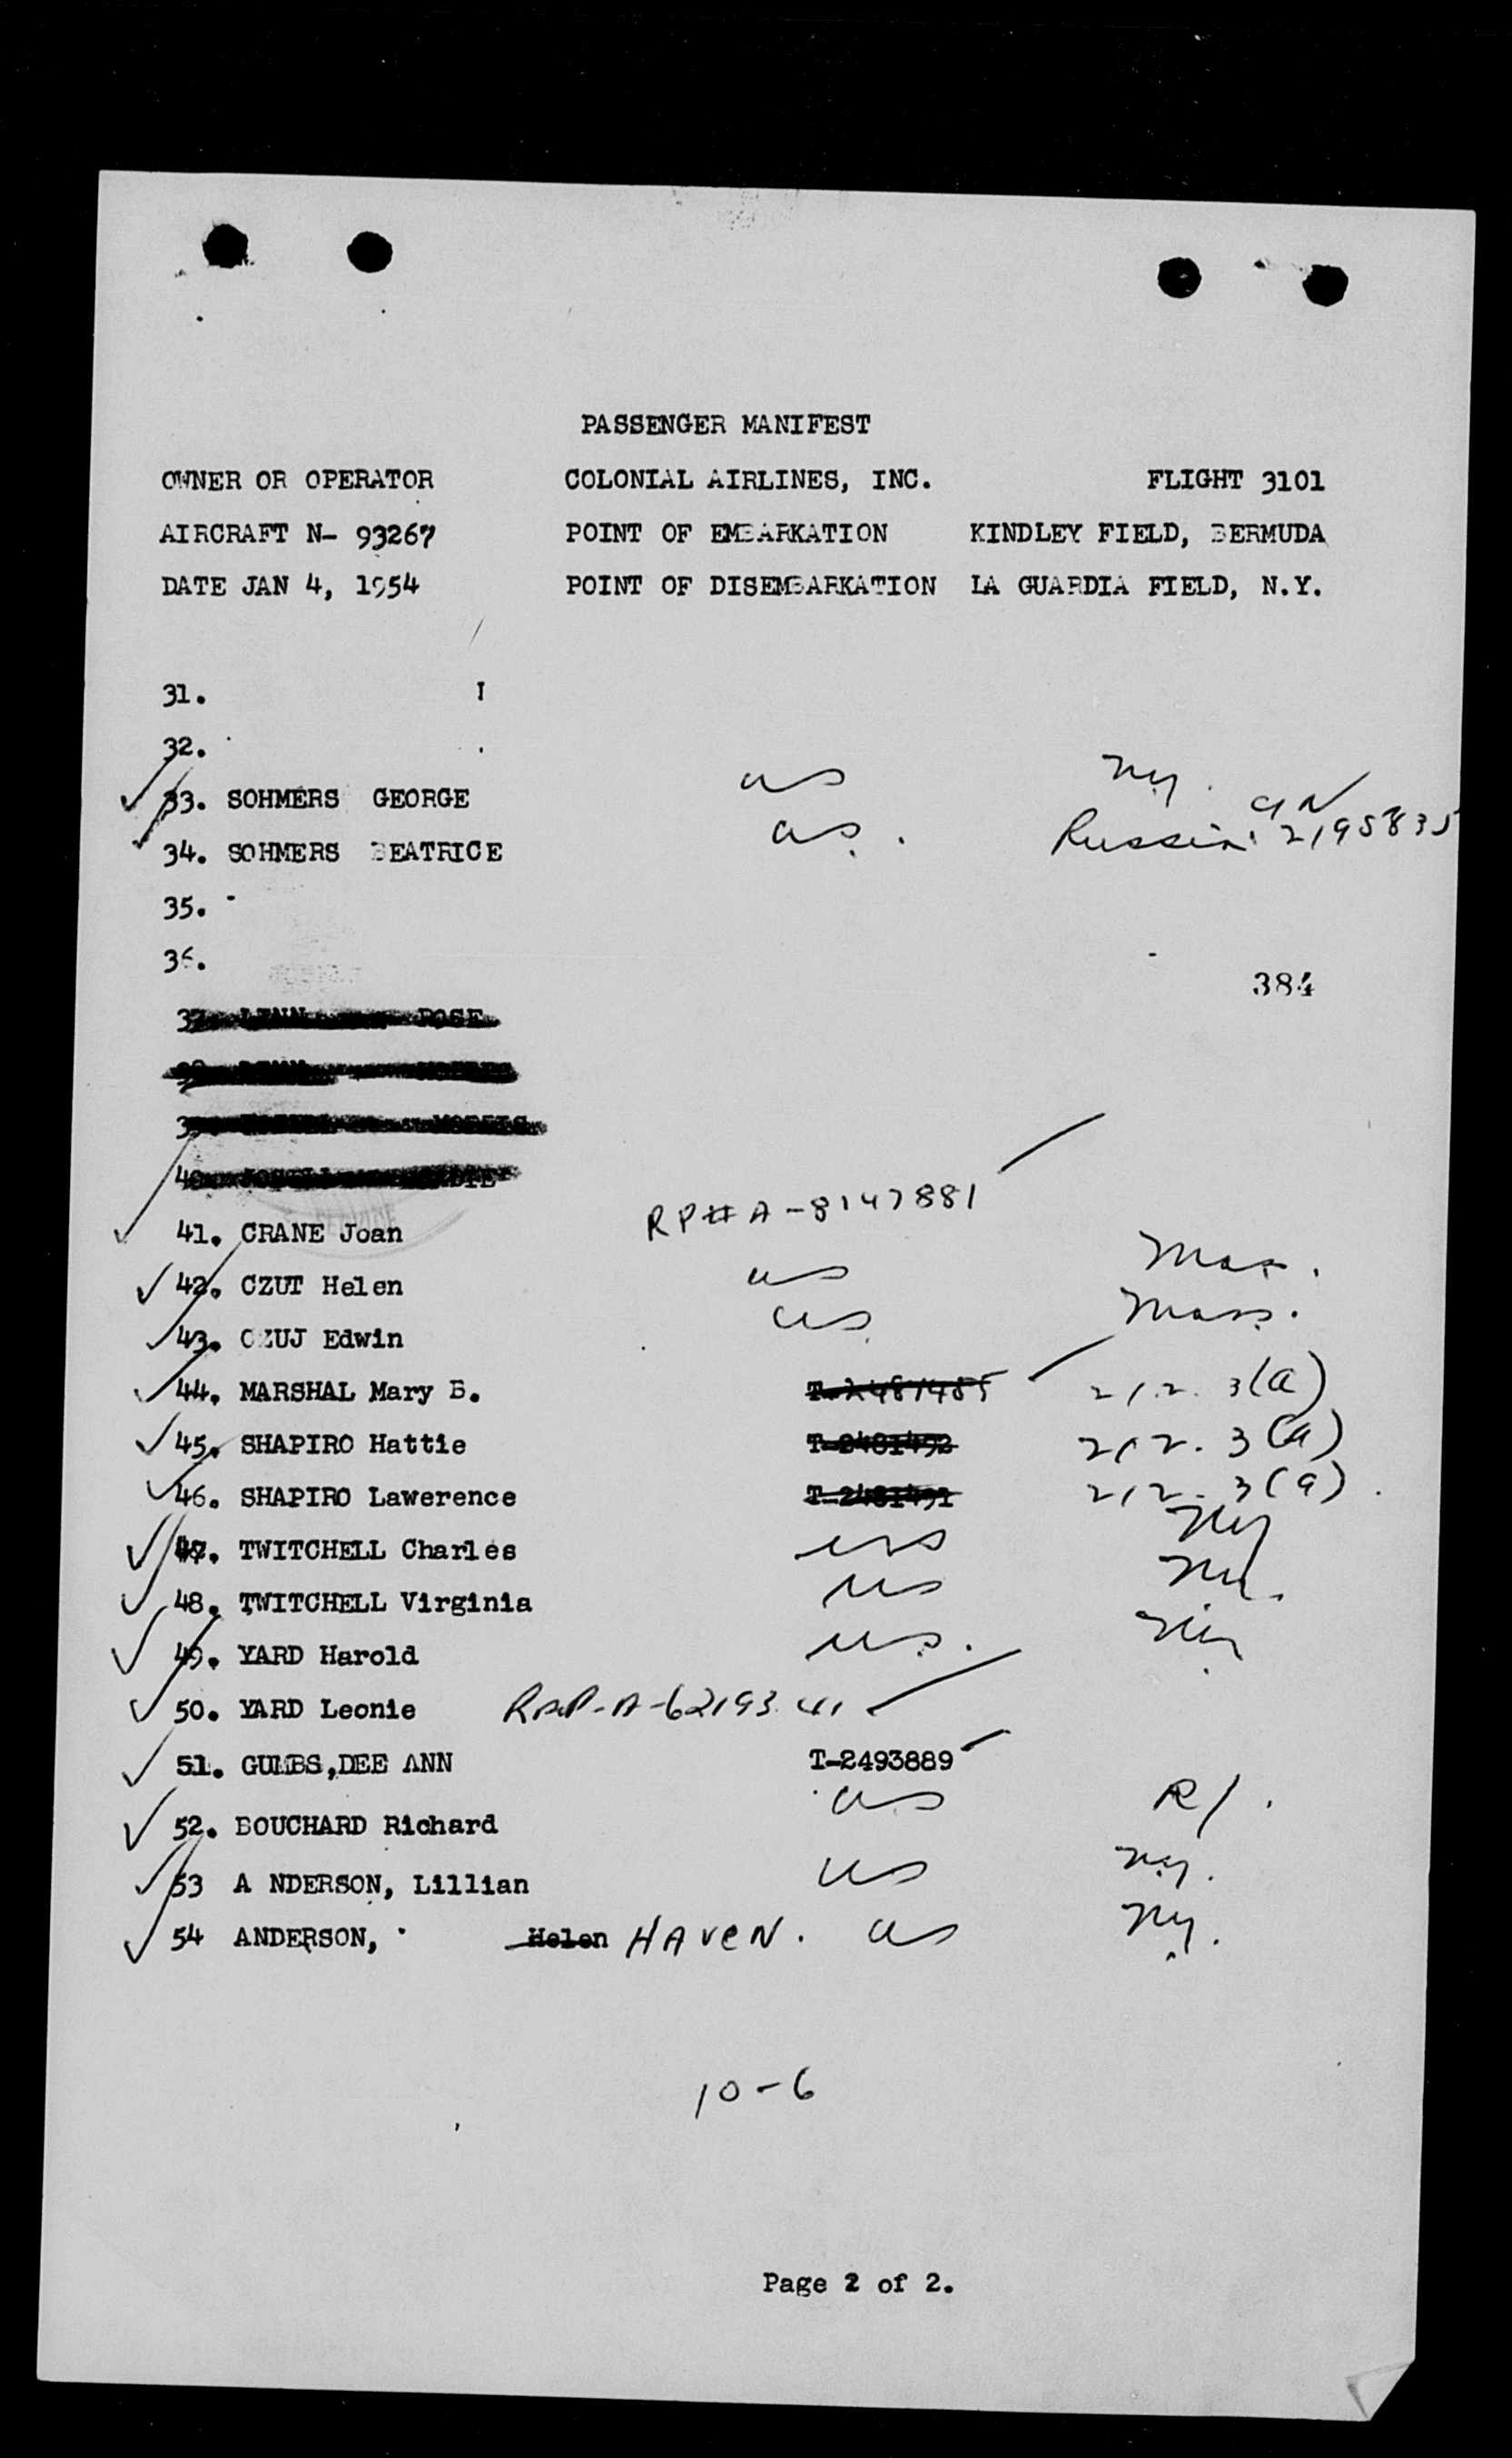 PASSENGER MANIFEST
OWNER OR OPERATOR COLONIAL AIRLINES, INC. FLIGHT 3101
AIRCRAFT N- 93267 POINT OF EMBARKATION KINDLEY FIELD, BERMUDA
DATE JAN 4, 1954 POINT OF DISEMBARKATION LA GUARDIA FIELD, N.Y.
31.
32.
33. SOHMERS GEORGE us ny.
34. SOHMERS BEATRICE us. Russia CN 2195835
35.
36.
384
ROSE
41. CRANE Joan RP# A-8147881
42. CZUT Helen us Mas.
43. CZUJ Edwin us Mass.
44. MARSHAL Mary B. T-2481485 212. 3(a)
45. SHAPIRO Hattie T-2481492 212. 3(a)
46. SHAPIRO Lawerence T-2481491 212. 3(a).
47. TWITCHELL Charles us ny
48. TWITCHELL Virginia us
49. YARD Harold us. ny
50. YARD Leonie
51. GUMBS, DEE ANN T-2493889
52. BOUCHARD Richard us RI.
53 A NDERSON, Lillian us ny.
54 ANDERSON, Helen HAVEN. us ny.
10-6
Page 2 of 2.